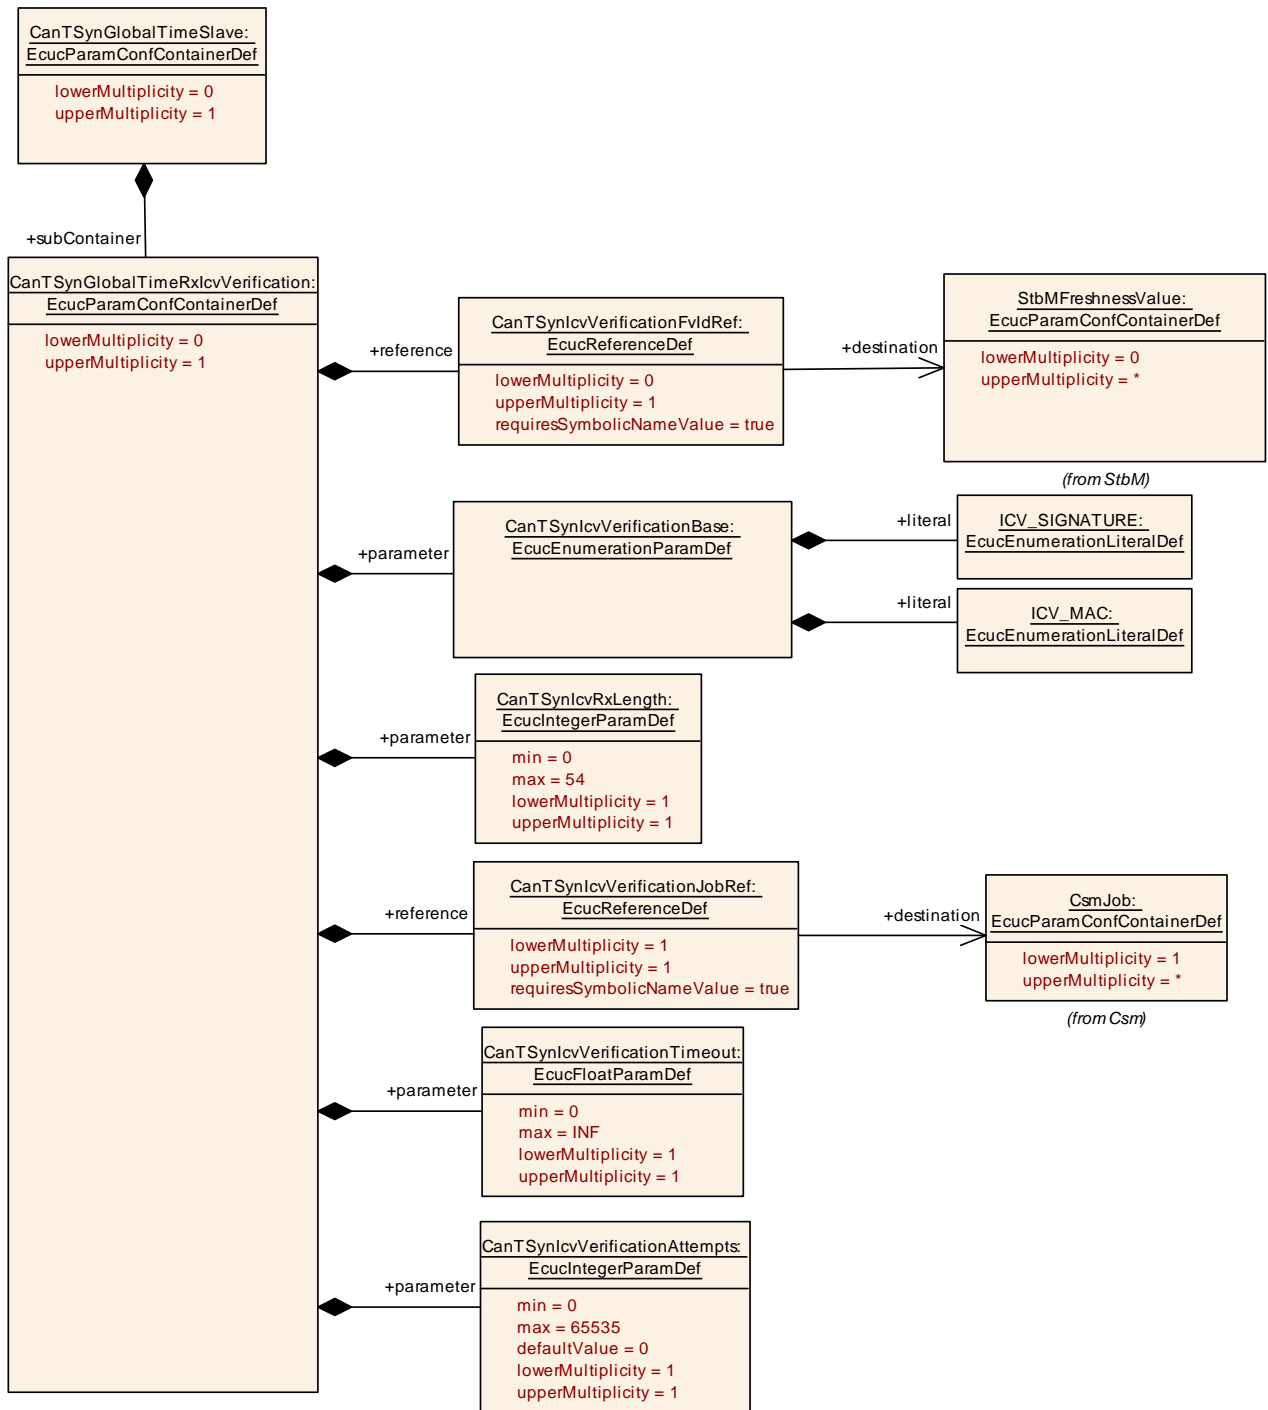 CanTSynGlobalTimeSlave:
EcucParamConfContainerDef
lowerMultiplicity = 0
upperMultiplicity = 1
+subContainer
CanTSynGlobalTimeRxIcvVerification:
EcucParamConfContainerDef
lowerMultiplicity = 0
upperMultiplicity = 1
+reference
CanTSynIcvVerificationFvIdRef:
EcucReferenceDef
lowerMultiplicity = 0
upperMultiplicity = 1
requiresSymbolicNameValue = true
+destination
StbMFreshnessValue:
EcucParamConfContainerDef
lowerMultiplicity = 0
upperMultiplicity = *
(from StbM)
+parameter
CanTSynIcvVerificationBase:
EcucEnumerationParamDef
+literal
ICV_SIGNATURE:
EcucEnumerationLiteralDef
+literal
ICV_MAC:
EcucEnumerationLiteralDef
+parameter
CanTSynIcvRxLength:
EcucIntegerParamDef
min = 0
max = 54
lowerMultiplicity = 1
upperMultiplicity = 1
+reference
CanTSynIcvVerificationJobRef:
EcucReferenceDef
lowerMultiplicity = 1
upperMultiplicity = 1
requiresSymbolicNameValue = true
+destination
CsmJob:
EcucParamConfContainerDef
lowerMultiplicity = 1
upperMultiplicity = *
(from Csm)
+parameter
CanTSynIcvVerificationTimeout:
EcucFloatParamDef
min = 0
max = INF
lowerMultiplicity = 1
upperMultiplicity = 1
+parameter
CanTSynIcvVerificationAttempts:
EcucIntegerParamDef
min = 0
max = 65535
defaultValue = 0
lowerMultiplicity = 1
upperMultiplicity = 1